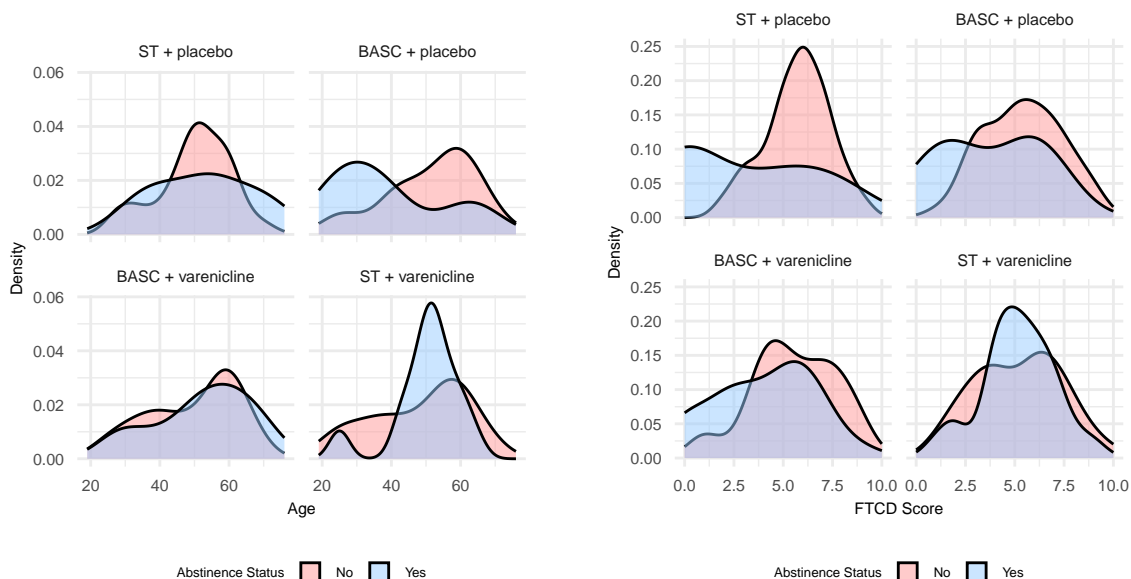 ST + placebo
BASC + placebo
0.06
0.04
0.02
0.00
BASC + varenicline
ST + varenicline
0.06
0.04
0.02
0.00
20
40
60
20
40
60
Age
Density
Abstinence Status
No
Yes
ST + placebo
BASC + placebo
0.25
0.20
0.15
0.10
0.05
0.00
BASC + varenicline
ST + varenicline
0.25
0.20
0.15
0.10
0.05
0.00
0.0
2.5
5.0
7.5
10.0
0.0
2.5
5.0
7.5
10.0
FTCD Score
Density
Abstinence Status
No
Yes